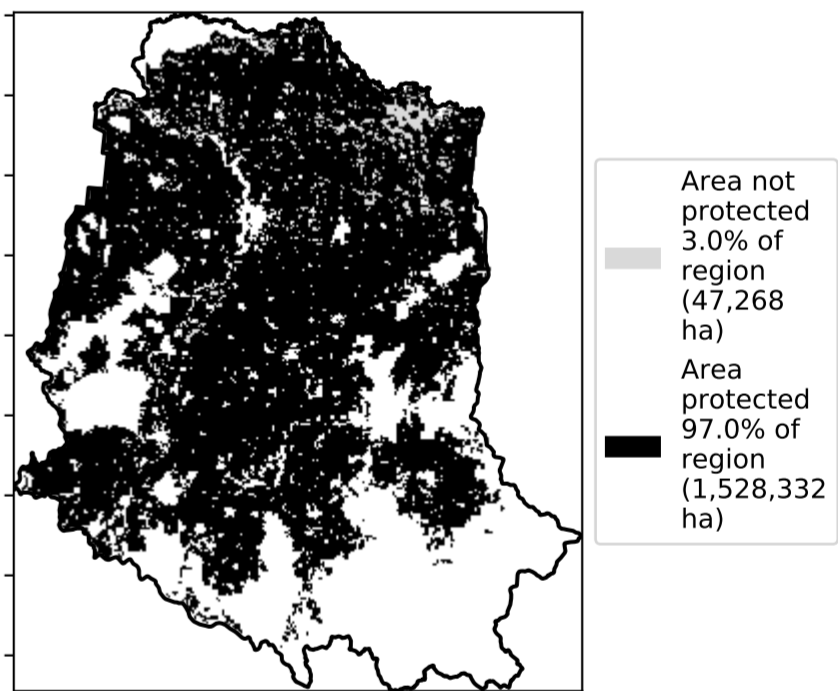 Area not
protected
3.0% of
region
(47,268
ha)
Area
protected
97.0% of
region
(1,528,332
ha)